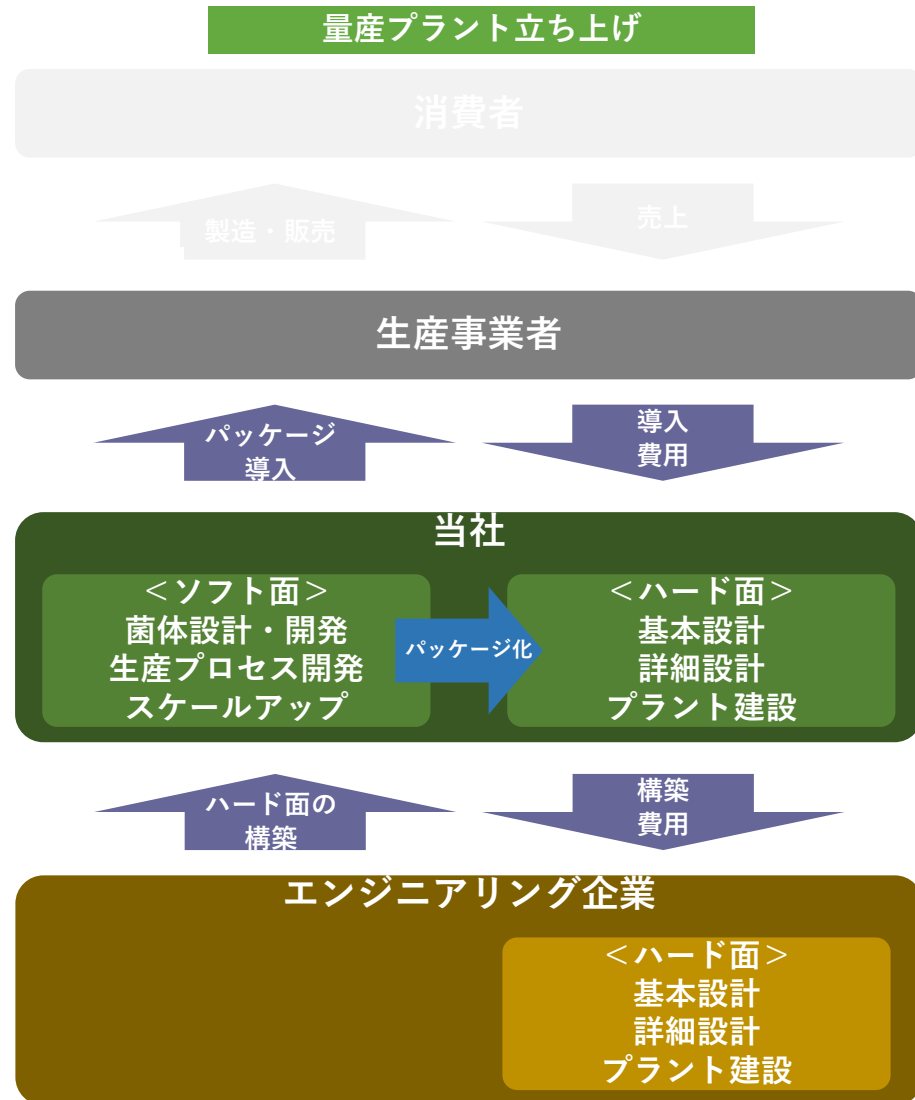 量産プラント立ち上げ
消費者
製造・販売
売上
生産事業者
パッケージ
導入
導入
費用
当社
＜ソフト面＞
菌体設計・開発
生産プロセス開発
スケールアップ
パッケージ化
＜ハード面＞
基本設計
詳細設計
プラント建設
ハード面の
構築
構築
費用
エンジニアリング企業
＜ハード面＞
基本設計
詳細設計
プラント建設